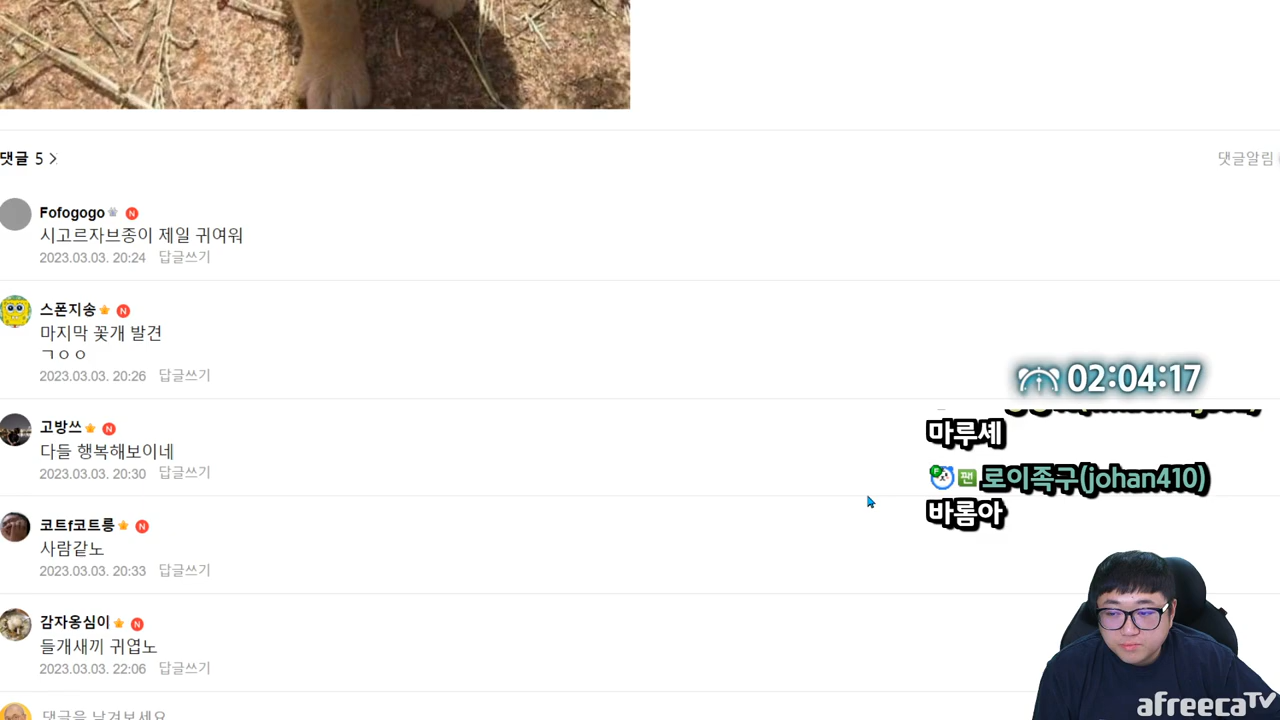 댓글 5
댓글알림
Fofogogo N
시고르자브종이 제일 귀여워
2023.03.03. 20:24 답글쓰기
스폰지송 N
마지막 꽃개 발견
ㄱㅇㅇ
2023.03.03. 20:26 답글쓰기
고방쓰 N
다들 행복해보이네
2023.03.03. 20:30 답글쓰기
코트f코트릉 N
사람같노
2023.03.03. 20:33 답글쓰기
감자옹심이 N
들개새끼 귀엽노
2023.03.03. 22:06 답글쓰기
댓글을 남겨보세요
02:04:17
마루셰
F 팬 로이족구(johan410)
바롬아
afreecaTV